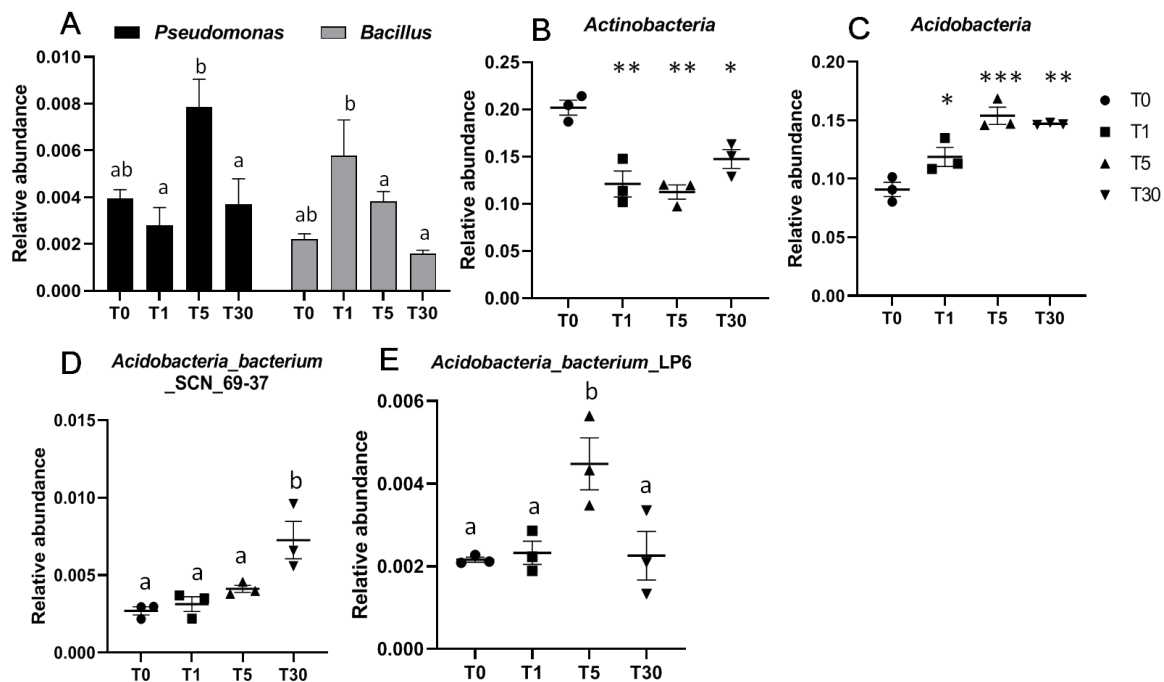 A
Pseudomonas
Bacillus
Relative abundance
0.010
0.008
0.006
0.004
0.002
0.000
ab
a
b
a
ab
b
a
a
T0
T1
T5
T30
T0
T1
T5
T30
B
Actinobacteria
Relative abundance
0.25
0.20
0.15
0.10
0.05
0.00
**
**
*
T0
T1
T5
T30
C
Acidobacteria
Relative abundance
0.20
0.15
0.10
0.05
0.00
*
***
**
T0
T1
T5
T30
T0
T1
T5
T30
D
Acidobacteria_bacterium
_SCN_69-37
Relative abundance
0.015
0.010
0.005
0.000
a
a
a
b
T0
T1
T5
T30
E
Acidobacteria_bacterium_LP6
Relative abundance
0.006
0.004
0.002
0.000
a
a
b
a
T0
T1
T5
T30